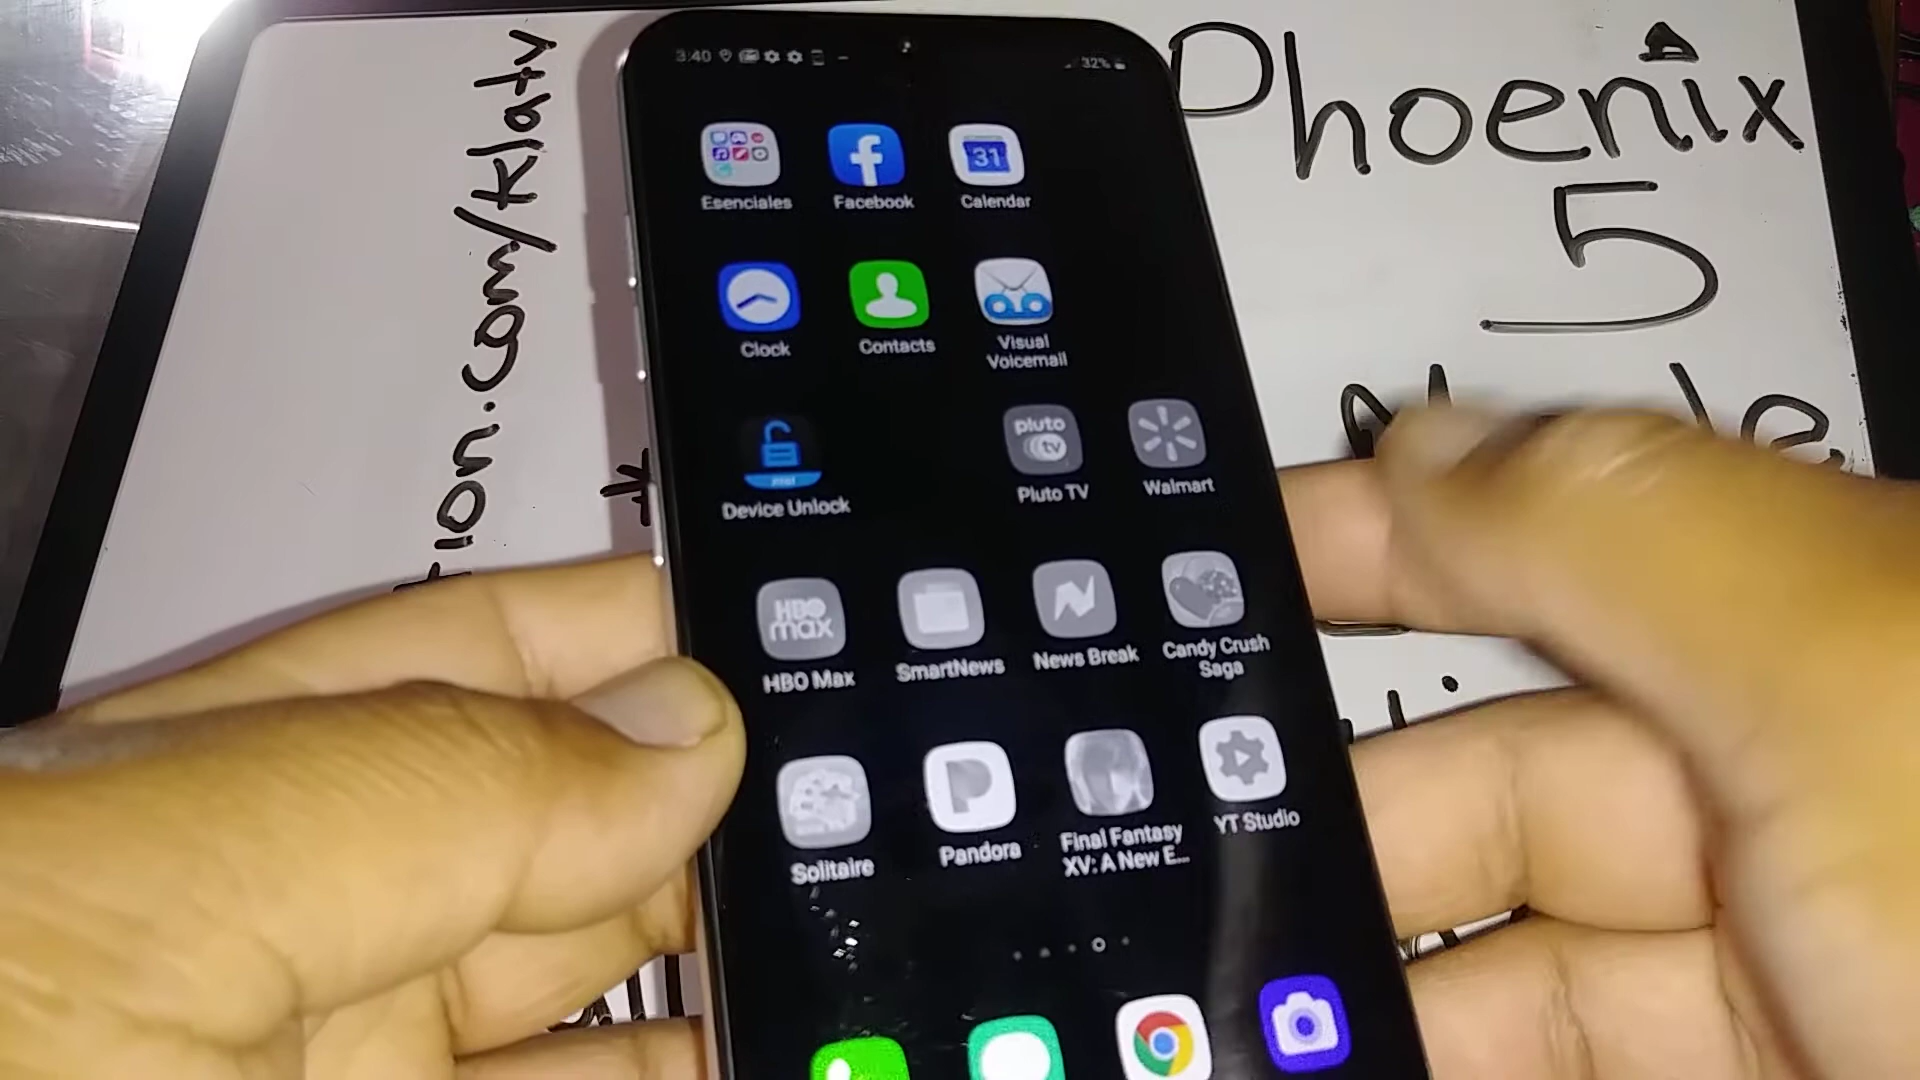 Phoenix
5
ion.com/klatv
3:40
32%
Esenciales
Facebook
31
Calendar
Clock
Contacts
Visual
Voicemail
Device Unlock
pluto
tv
Pluto TV
Walmart
HBO
max
HBO Max
SmartNews
News Break
Candy Crush
Saga
Solitaire
Pandora
Final Fantasy
XV: A New E...
YT Studio